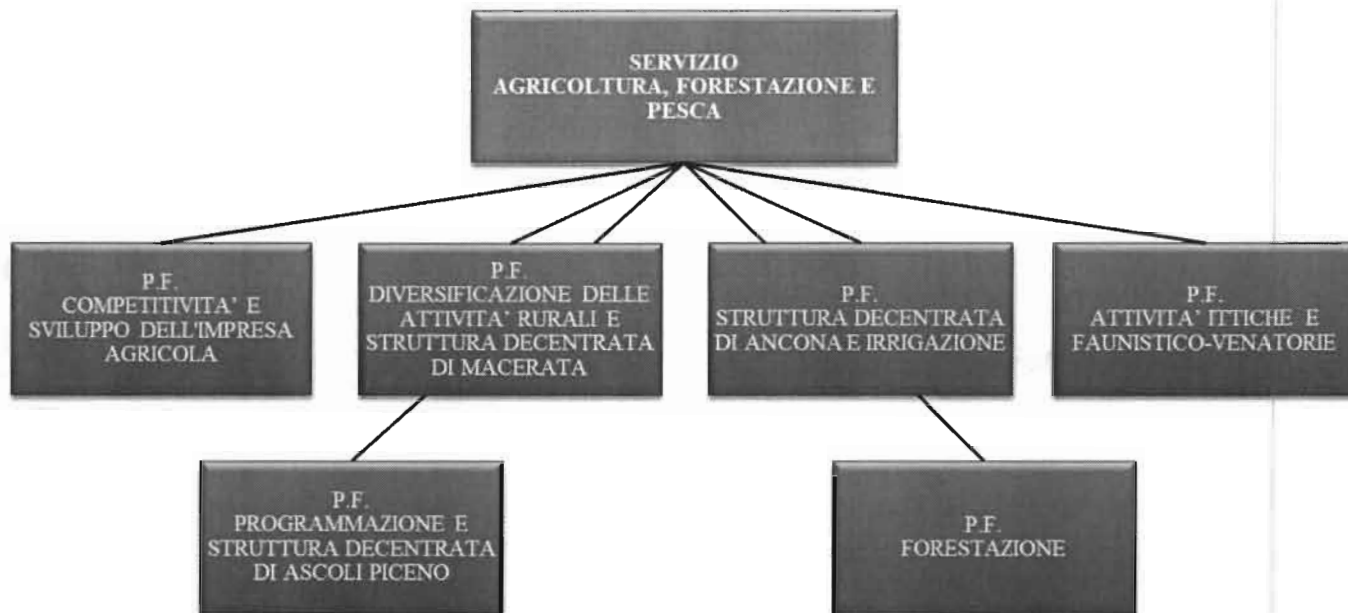 SERVIZIO
AGRICOLTURA, FORESTAZIONE E
PESCA
P.F.
COMPETITIVITA' E
SVILUPPO DELL'IMPRESA
AGRICOLA
P.F.
DIVERSIFICAZIONE DELLE
ATTIVITA' RURALI E
STRUTTURA DECENTRATA
DI MACERATA
P.F.
STRUTTURA DECENTRATA
DI ANCONA E IRRIGAZIONE
P.F.
ATTIVITA' ITTICHE E
FAUNISTICO-VENATORIE
P.F.
PROGRAMMAZIONE E
STRUTTURA DECENTRATA
DI ASCOLI PICENO
P.F.
FORESTAZIONE